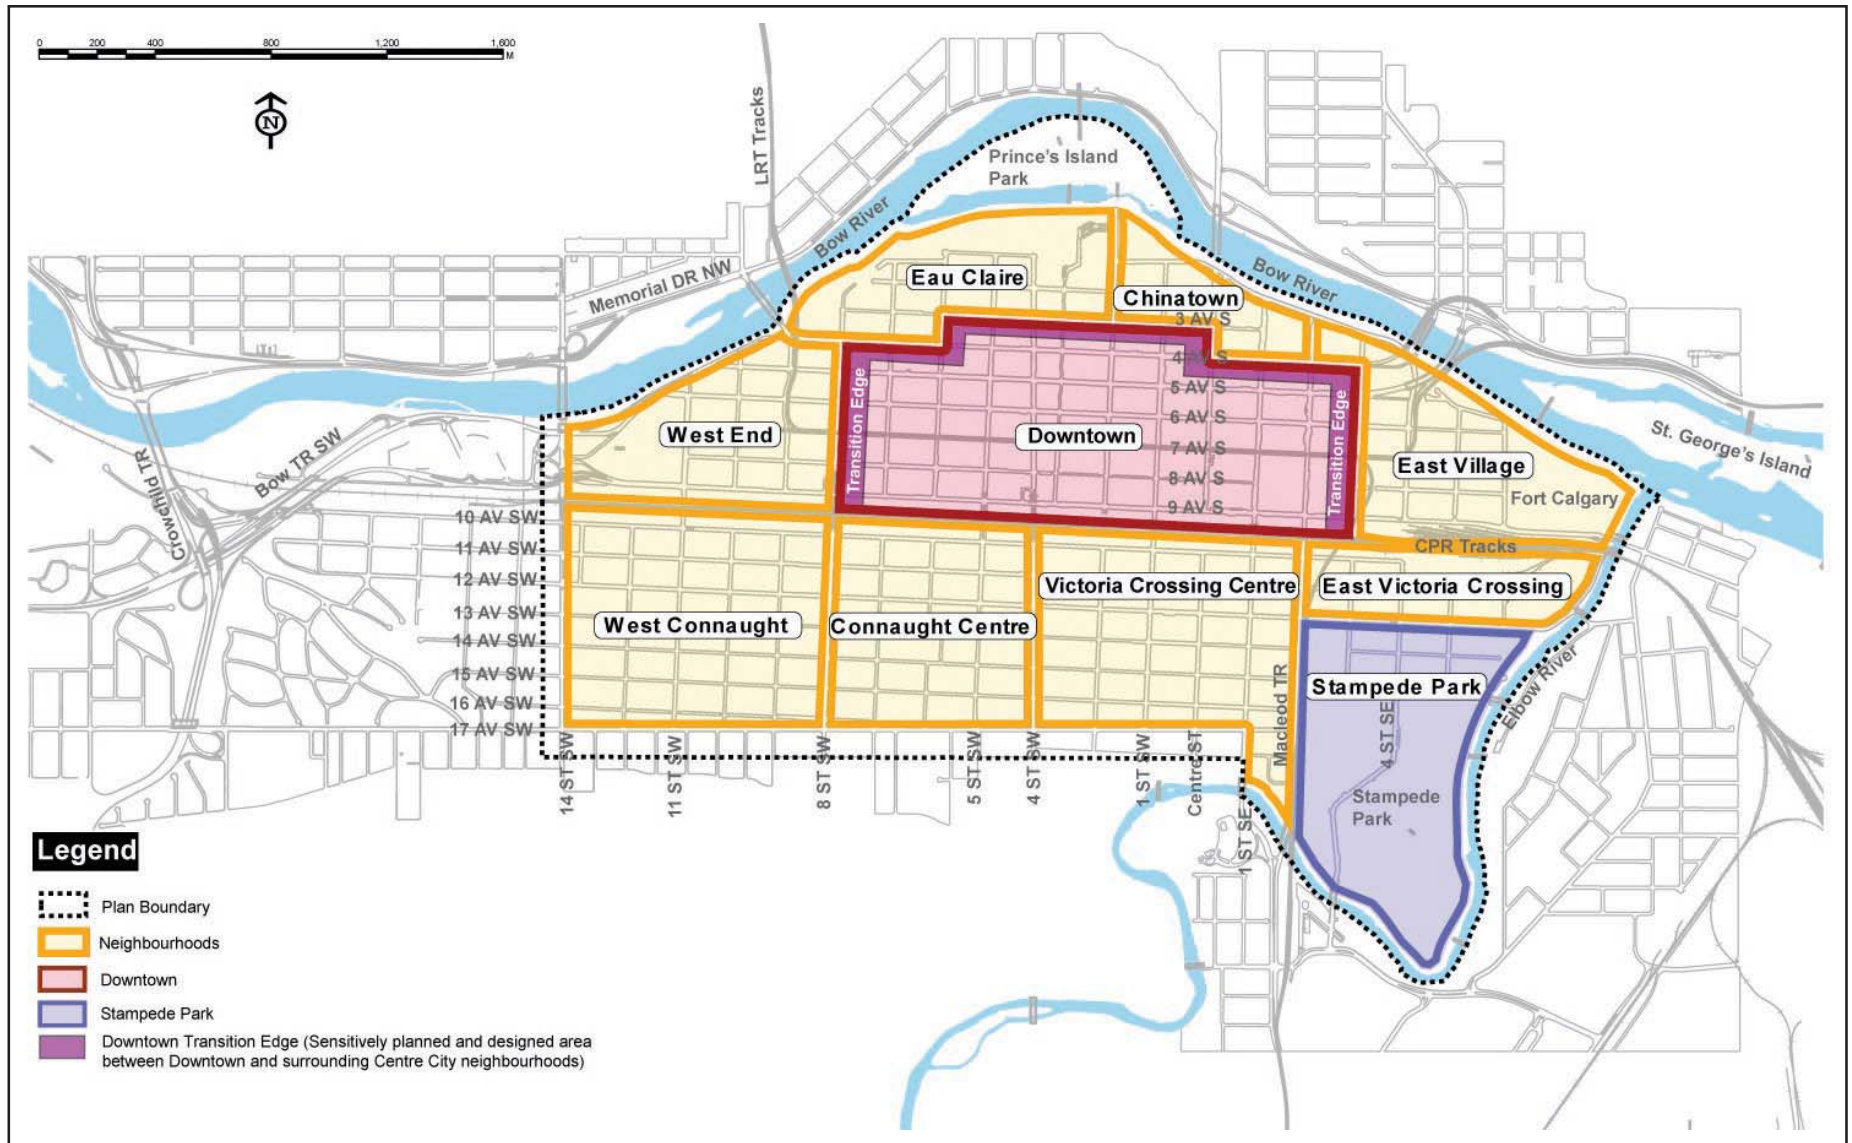 0 200 400 800 1,200 1,600
M
N
LRT Tracks
Prince's Island
Park
Bow River
Memorial DR NW
Bow River
Eau Claire
Chinatown
3 AV S
4 AV S
5 AV S
6 AV S
7 AV S
8 AV S
9 AV S
Transition Edge
Transition Edge
West End
Downtown
East Village
St. George's Island
Fort Calgary
Crowchild TR
Bow TR SW
CPR Tracks
10 AV SW
11 AV SW
12 AV SW
13 AV SW
14 AV SW
15 AV SW
16 AV SW
17 AV SW
West Connaught
Connaught Centre
Victoria Crossing Centre
East Victoria Crossing
Stampede Park
Macleod TR
4 ST SE
Elbow River
Stampede
Park
14 ST SW
11 ST SW
8 ST SW
5 ST SW
4 ST SW
1 ST SW
Centre ST
1 ST SE
Legend
Plan Boundary
Neighbourhoods
Downtown
Stampede Park
Downtown Transition Edge (Sensitively planned and designed area
between Downtown and surrounding Centre City neighbourhoods)